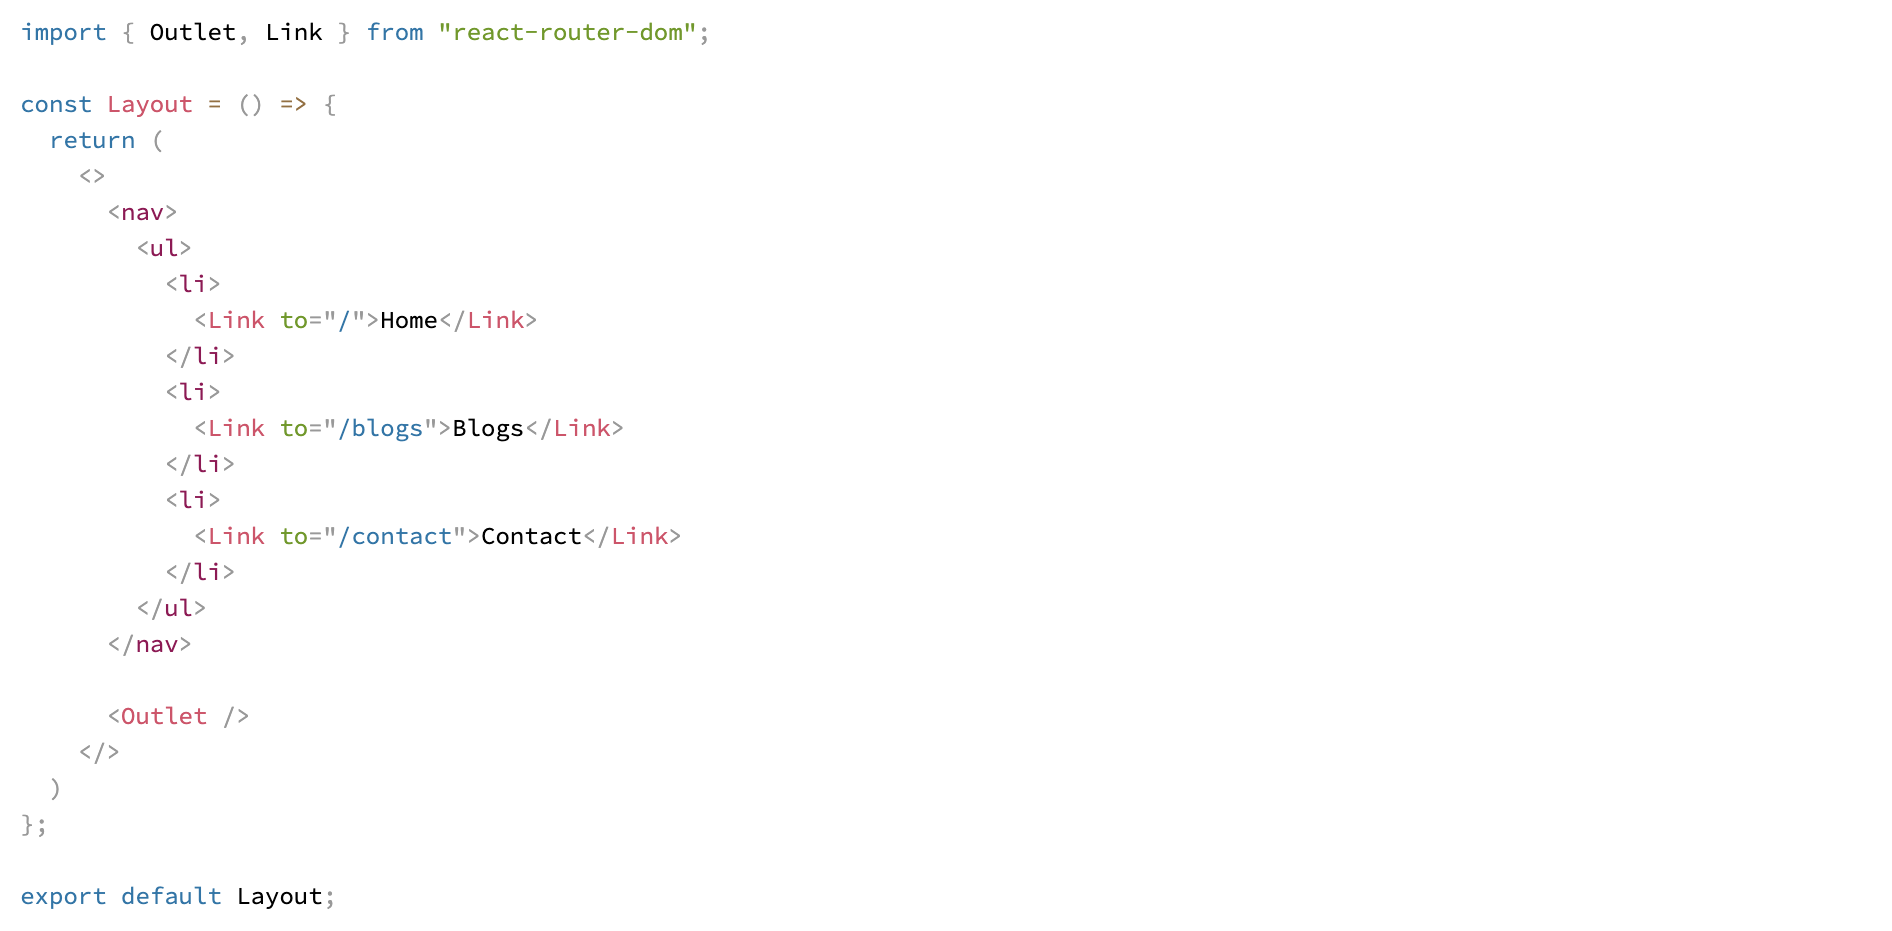 import { Outlet, Link } from "react-router-dom";

const Layout = () => {
  return (
    <>
      <nav>
        <ul>
          <li>
            <Link to="/">Home</Link>
          </li>
          <li>
            <Link to="/blogs">Blogs</Link>
          </li>
          <li>
            <Link to="/contact">Contact</Link>
          </li>
        </ul>
      </nav>

      <Outlet />
    </>
  )
};

export default Layout;